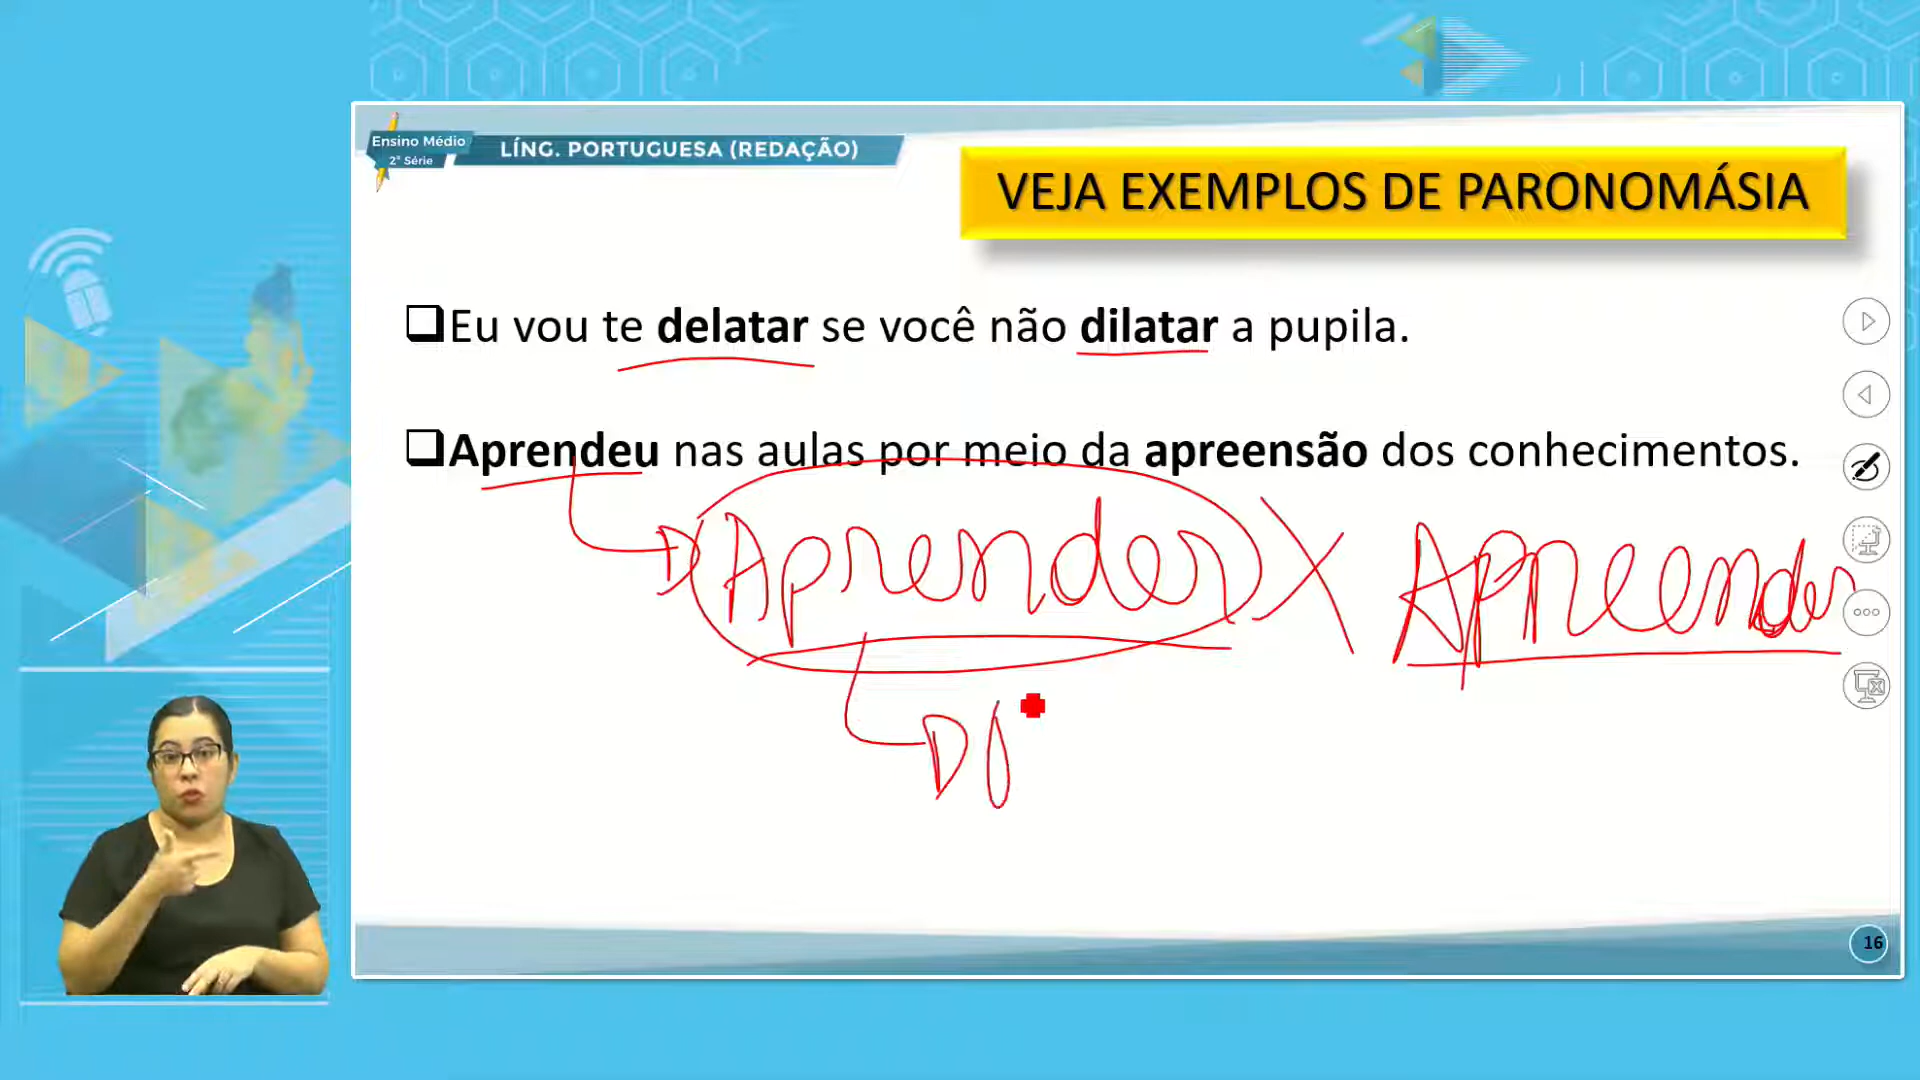 Ensino Médio
2ª Série
LÍNG. PORTUGUESA (REDAÇÃO)
VEJA EXEMPLOS DE PARONOMÁSIA
Eu vou te delatar se você não dilatar a pupila.
Aprendeu nas aulas por meio da apreensão dos conhecimentos.
Aprender X Apreender
16